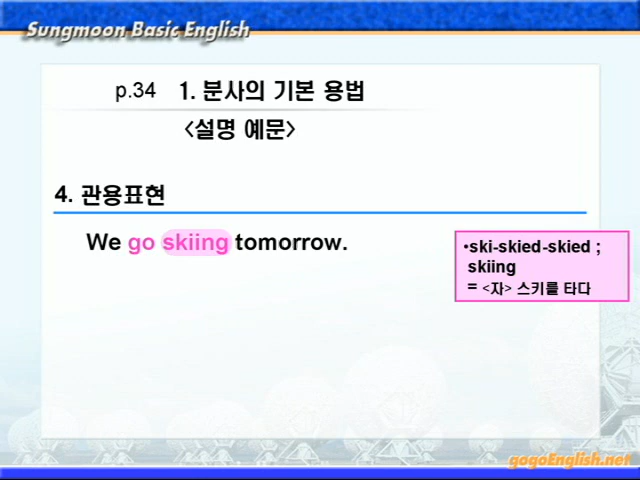 Sungmoon Basic English
p.34 1. 분사의 기본 용법
<설명 예문>
4. 관용표현
We go skiing tomorrow.
•ski-skied-skied ;
skiing
= <자> 스키를 타다
gogoEnglish.net